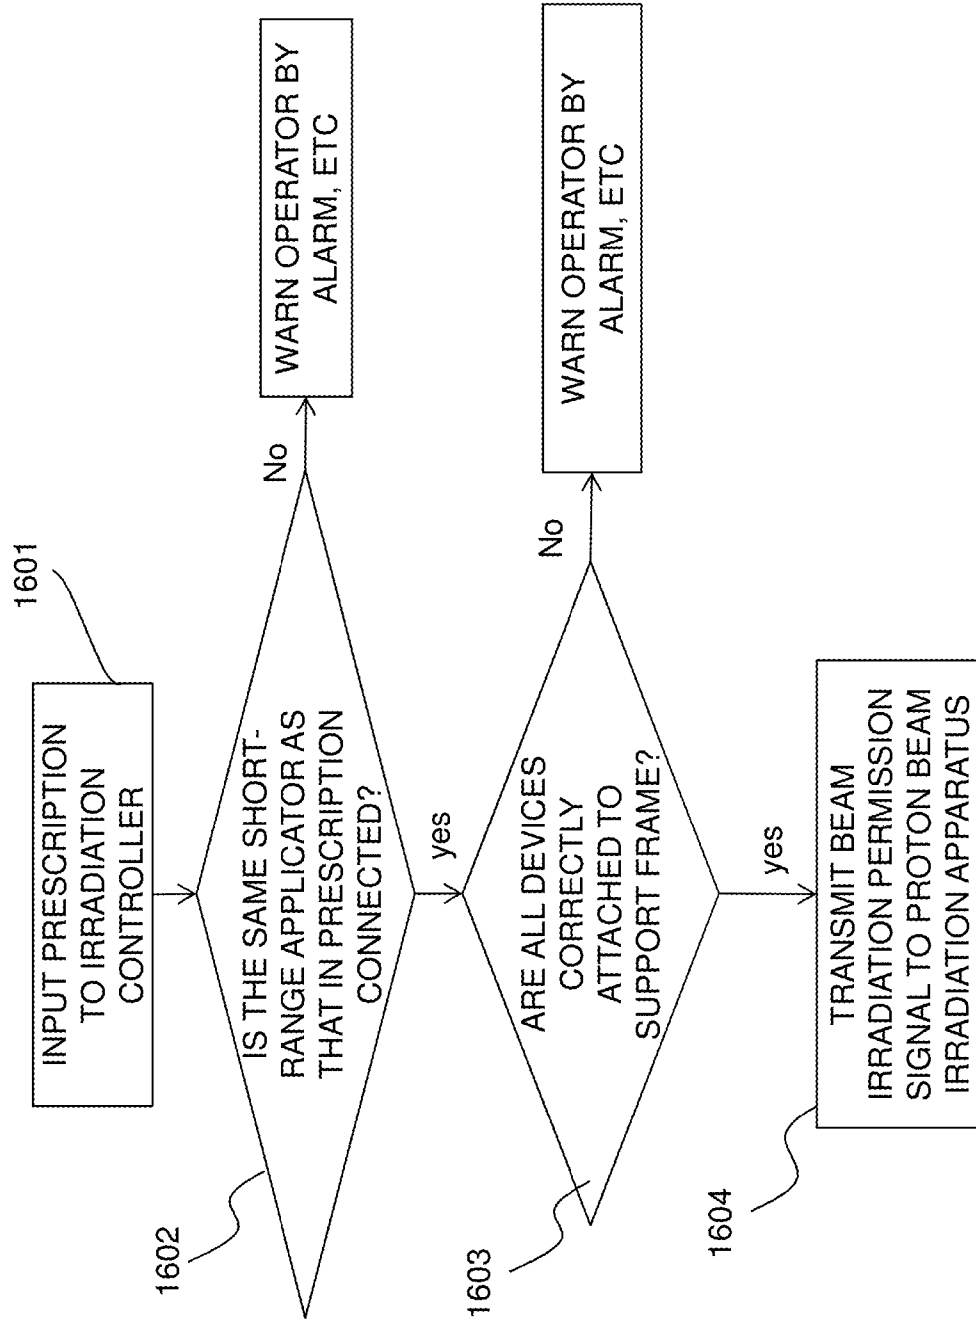 1601
INPUT PRESCRIPTION
TO IRRADIATION
CONTROLLER
1602
IS THE SAME SHORT-
RANGE APPLICATOR AS
THAT IN PRESCRIPTION
CONNECTED?
No
WARN OPERATOR BY
ALARM, ETC
yes
1603
ARE ALL DEVICES
CORRECTLY
ATTACHED TO
SUPPORT FRAME?
No
WARN OPERATOR BY
ALARM, ETC
yes
1604
TRANSMIT BEAM
IRRADIATION PERMISSION
SIGNAL TO PROTON BEAM
IRRADIATION APPARATUS